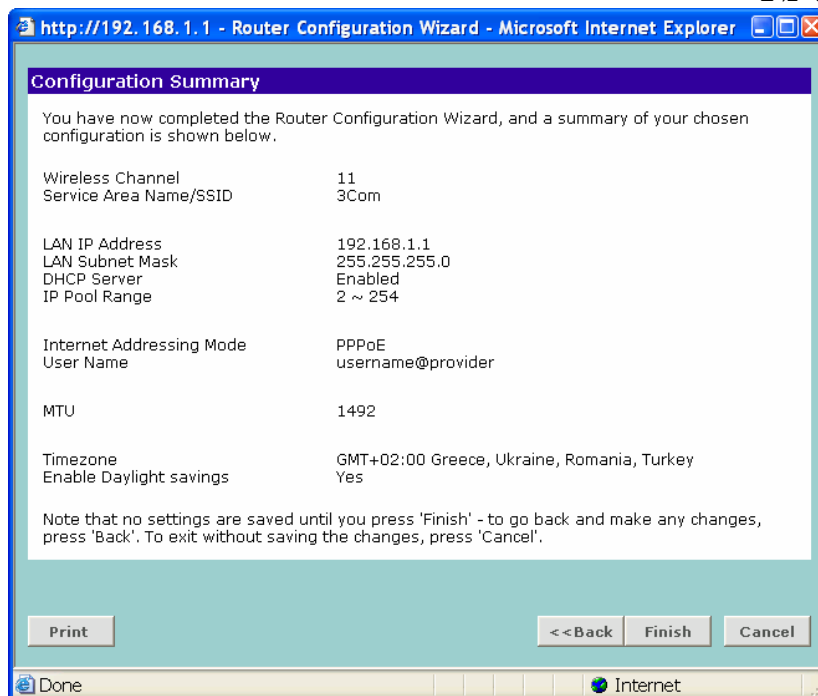 http://192.168.1.1 - Router Configuration Wizard - Microsoft Internet Explorer
Configuration Summary
You have now completed the Router Configuration Wizard, and a summary of your chosen
configuration is shown below.
Wireless Channel 11
Service Area Name/SSID 3Com
LAN IP Address 192.168.1.1
LAN Subnet Mask 255.255.255.0
DHCP Server Enabled
IP Pool Range 2 ~ 254
Internet Addressing Mode PPPoE
User Name username@provider
MTU 1492
Timezone GMT+02:00 Greece, Ukraine, Romania, Turkey
Enable Daylight savings Yes
Note that no settings are saved until you press 'Finish' - to go back and make any changes,
press 'Back'. To exit without saving the changes, press 'Cancel'.
Print <<Back Finish Cancel
Done Internet